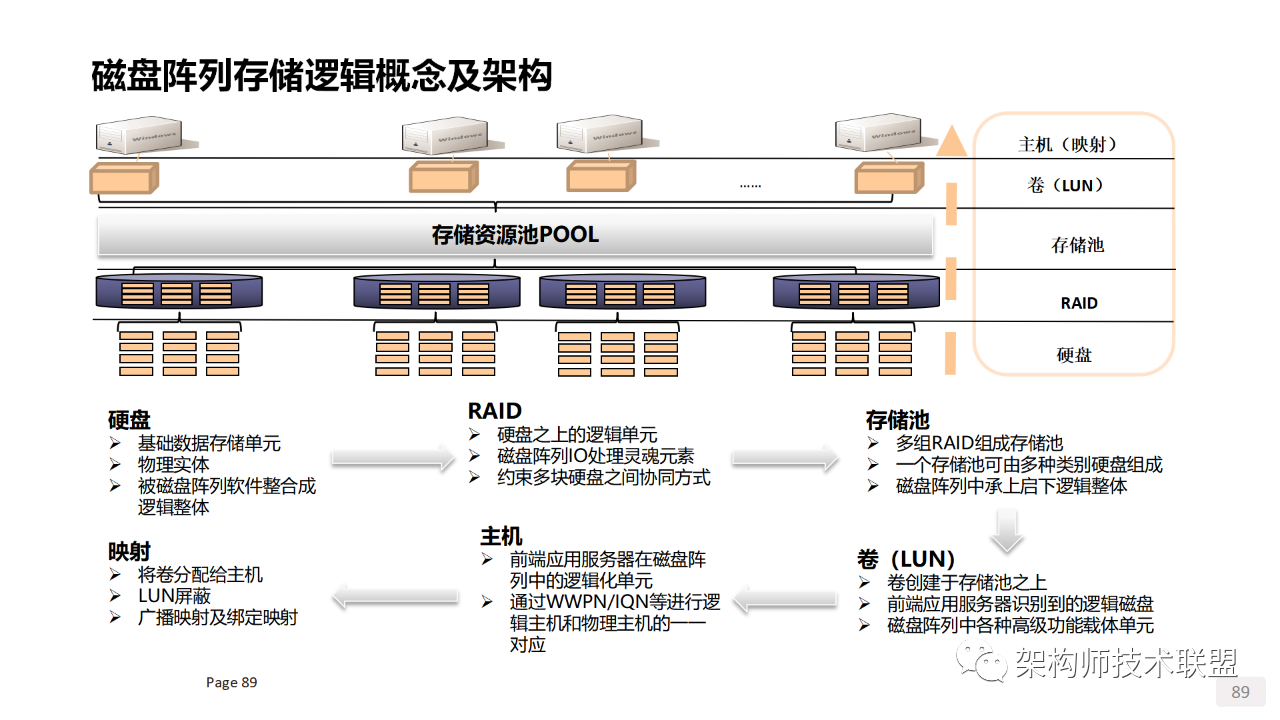 磁盘阵列存储逻辑概念及架构
Windows
Windows
Windows
Windows
主机（映射）
卷（LUN）
......
存储资源池POOL
存储池
RAID
硬盘
硬盘
➢ 基础数据存储单元
➢ 物理实体
➢ 被磁盘阵列软件整合成
逻辑整体
RAID
➢ 硬盘之上的逻辑单元
➢ 磁盘阵列IO处理灵魂元素
➢ 约束多块硬盘之间协同方式
存储池
➢ 多组RAID组成存储池
➢ 一个存储池可由多种类别硬盘组成
➢ 磁盘阵列中承上启下逻辑整体
卷（LUN）
➢ 卷创建于存储池之上
➢ 前端应用服务器识别到的逻辑磁盘
➢ 磁盘阵列中各种高级功能载体单元
主机
➢ 前端应用服务器在磁盘阵
列中的逻辑化单元
➢ 通过WWPN/IQN等进行逻
辑主机和物理主机的一一
对应
映射
➢ 将卷分配给主机
➢ LUN屏蔽
➢ 广播映射及绑定映射
架构师技术联盟
Page 89
89